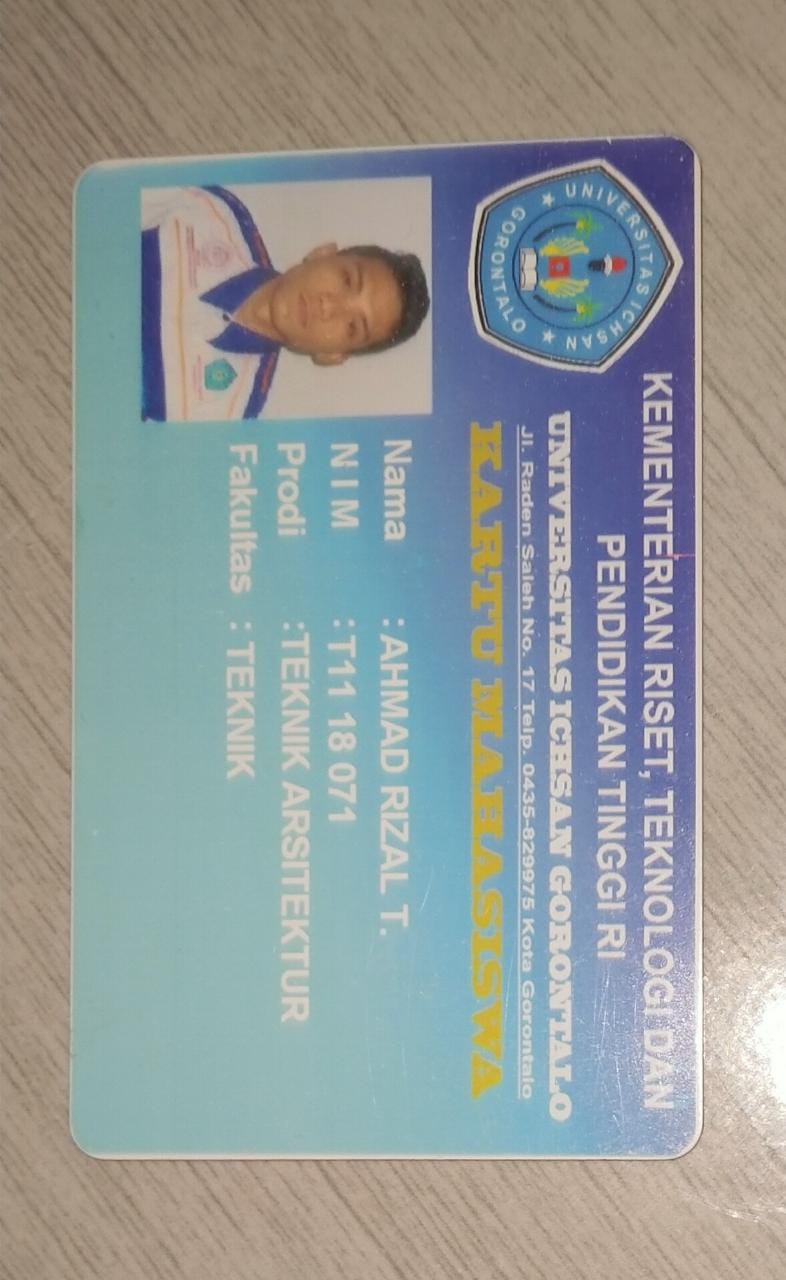 UNIVERSITAS ICHSAN
GORONTALO
KEMENTERIAN RISET, TEKNOLOGI DAN
PENDIDIKAN TINGGI RI
UNIVERSITAS ICHSAN GORONTALO
Jl. Raden Saleh No. 17 Telp. 0435-829975 Kota Gorontalo
KARTU MAHASISWA
Nama : AHMAD RIZAL T.
N I M : T11 18 071
Prodi : TEKNIK ARSITEKTUR
Fakultas : TEKNIK